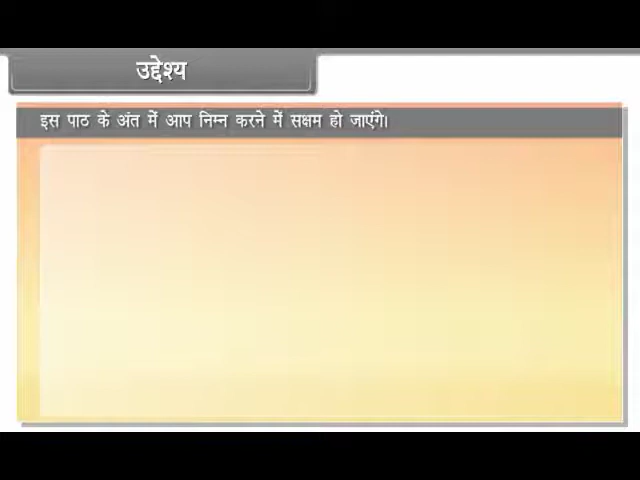 उद्देश्य
इस पाठ के अंत में आप निम्न करने में सक्षम हो जाएंगे।